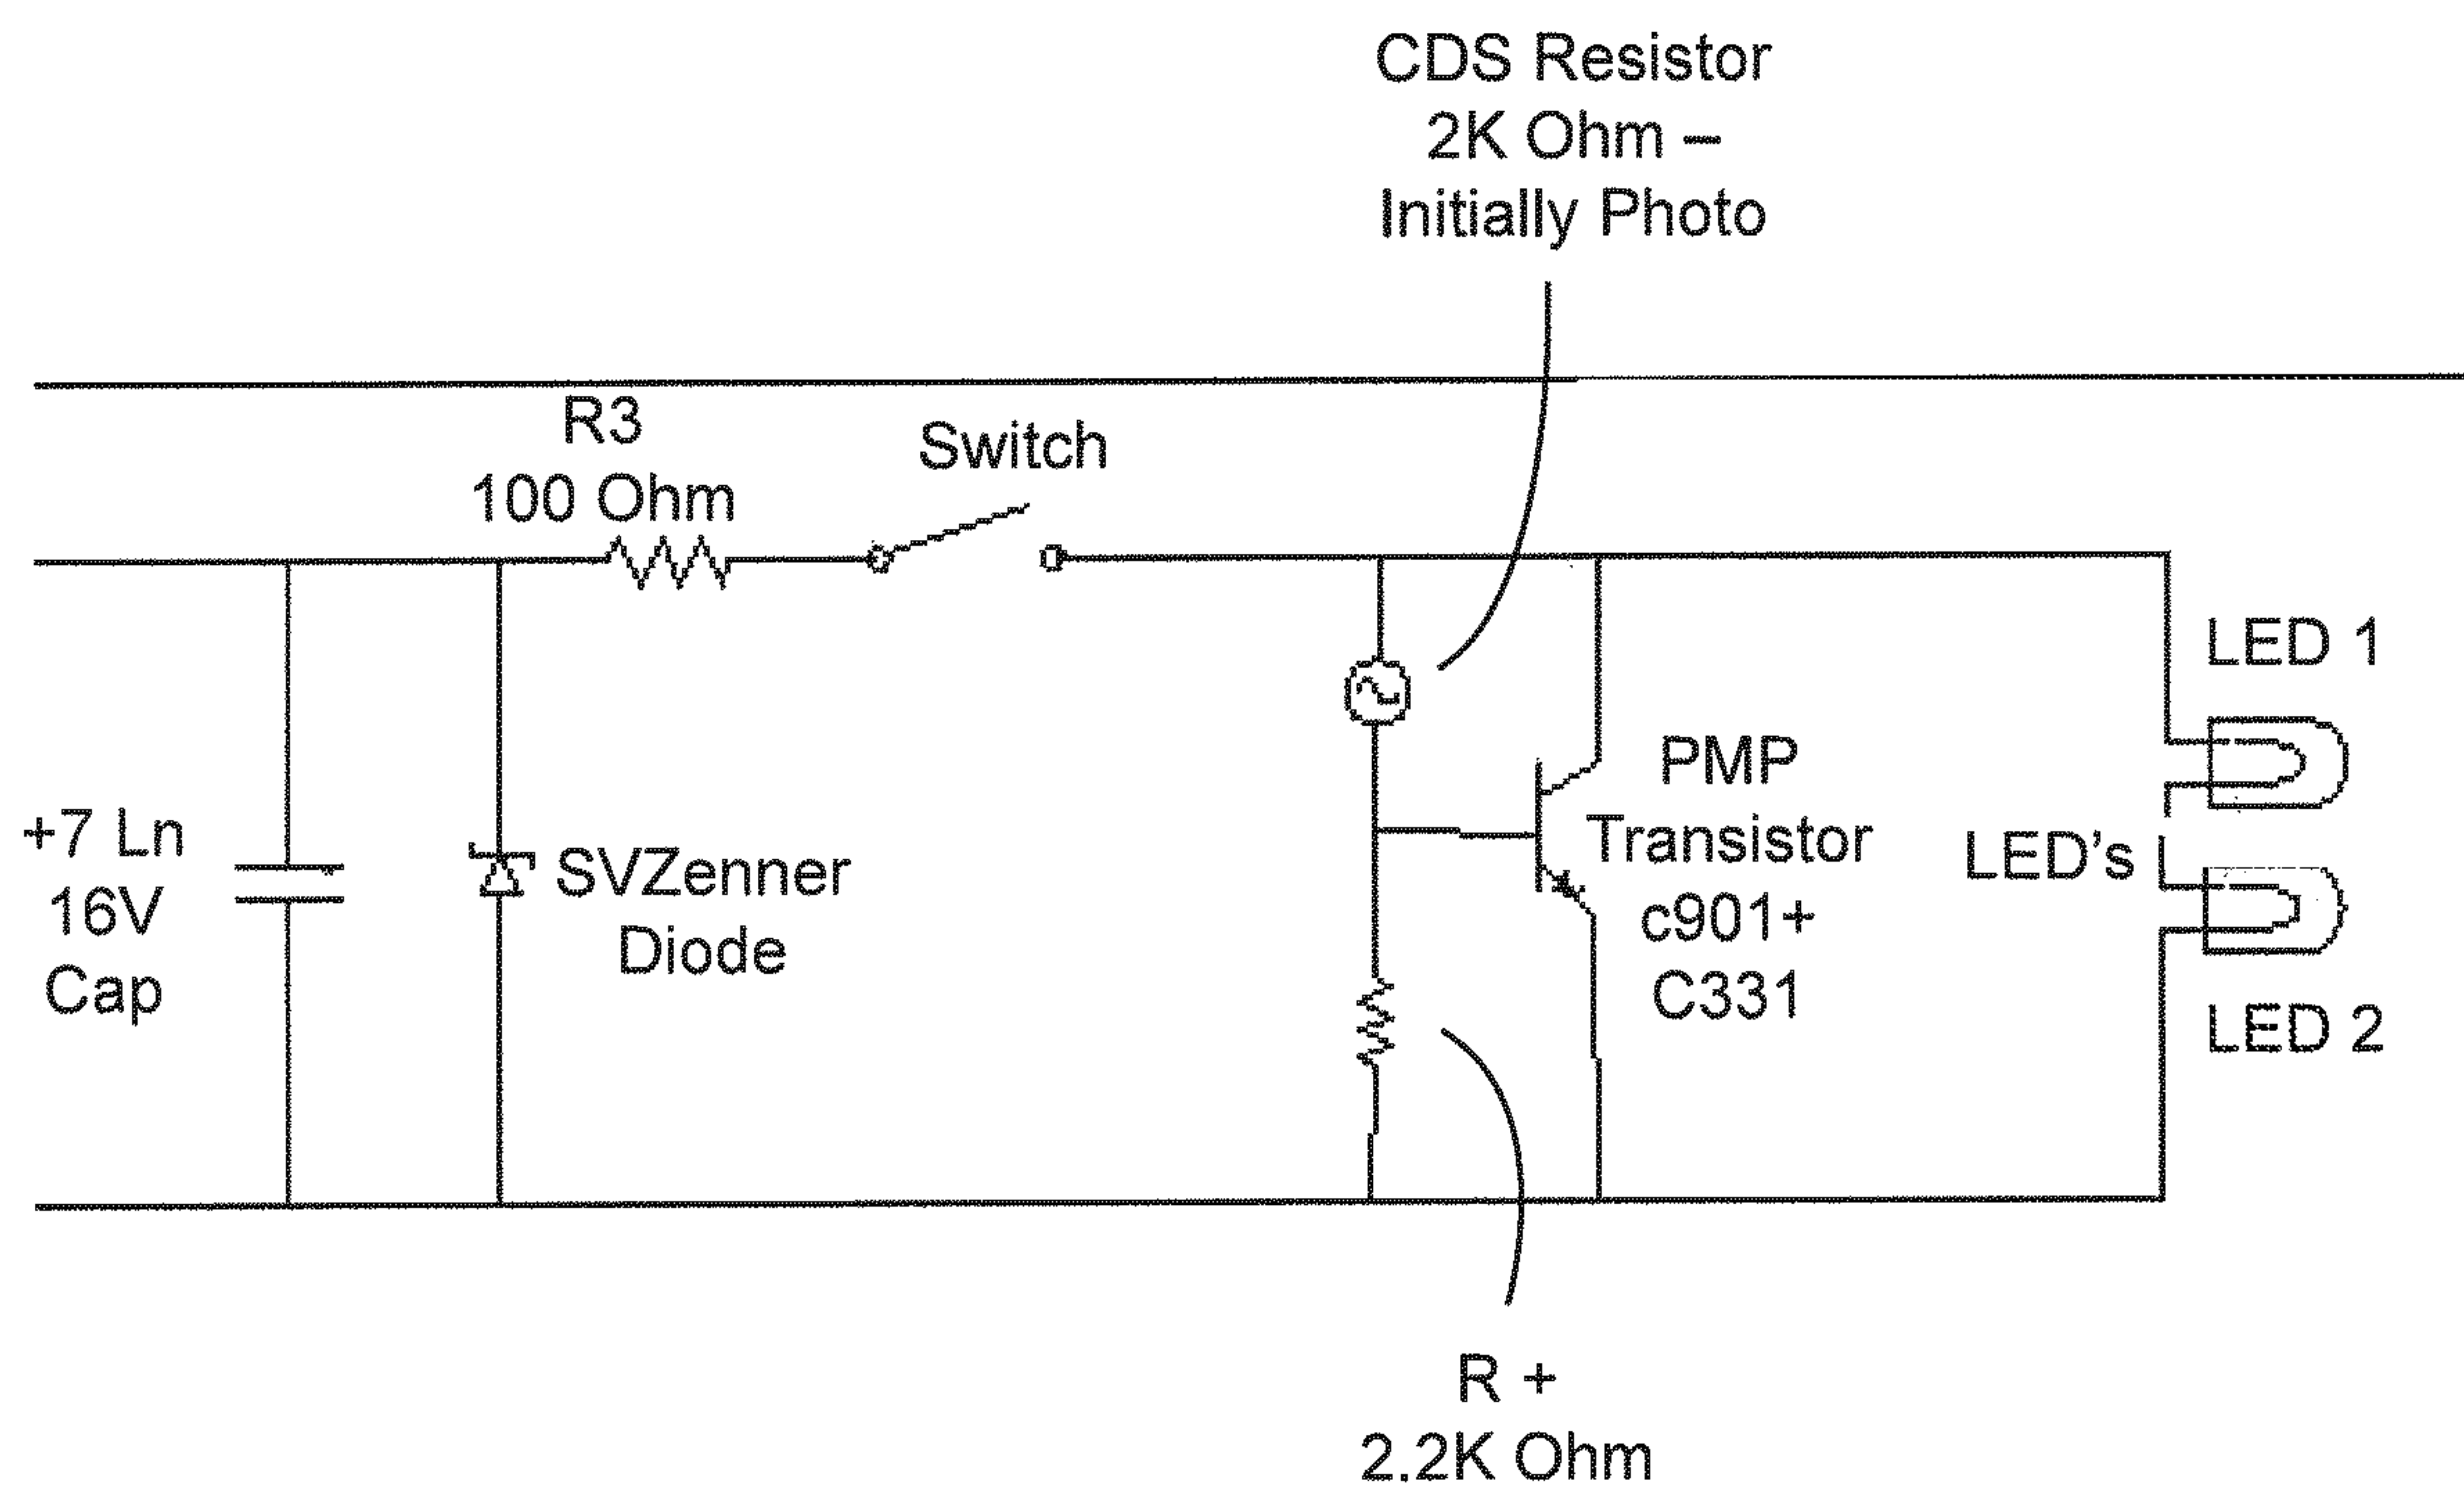 CDS Resistor
2K Ohm –
Initially Photo
R3
100 Ohm
Switch
LED 1
PMP
Transistor
c901+
C331
LED's
+7 Ln
16V
Cap
SVZenner
Diode
LED 2
R +
2.2K Ohm